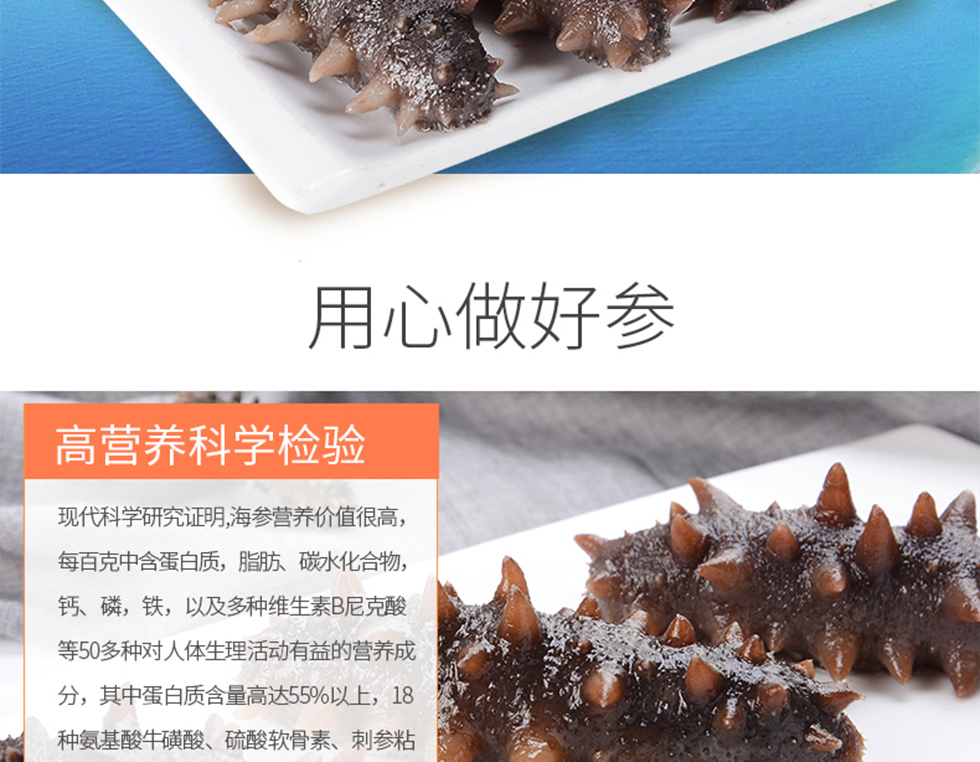 用心做好参
高营养科学检验
现代科学研究证明,海参营养价值很高，
每百克中含蛋白质，脂肪、碳水化合物，
钙、磷，铁，以及多种维生素B尼克酸
等50多种对人体生理活动有益的营养成
分，其中蛋白质含量高达55%以上，18
种氨基酸牛磺酸、硫酸软骨素、刺参粘